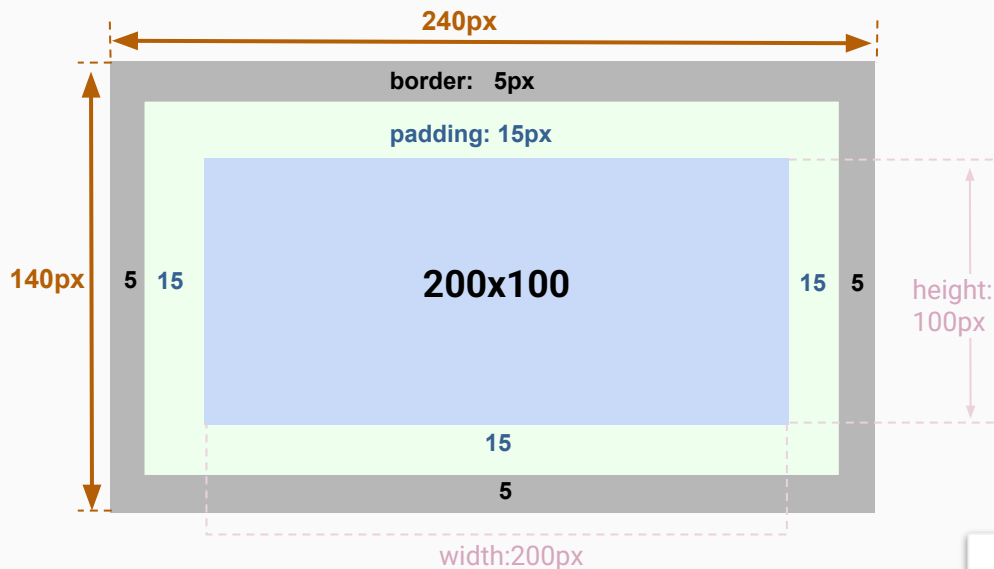 240px
border: 5px
padding: 15px
140px
5
15
200x100
15
5
height:
100px
15
5
width:200px